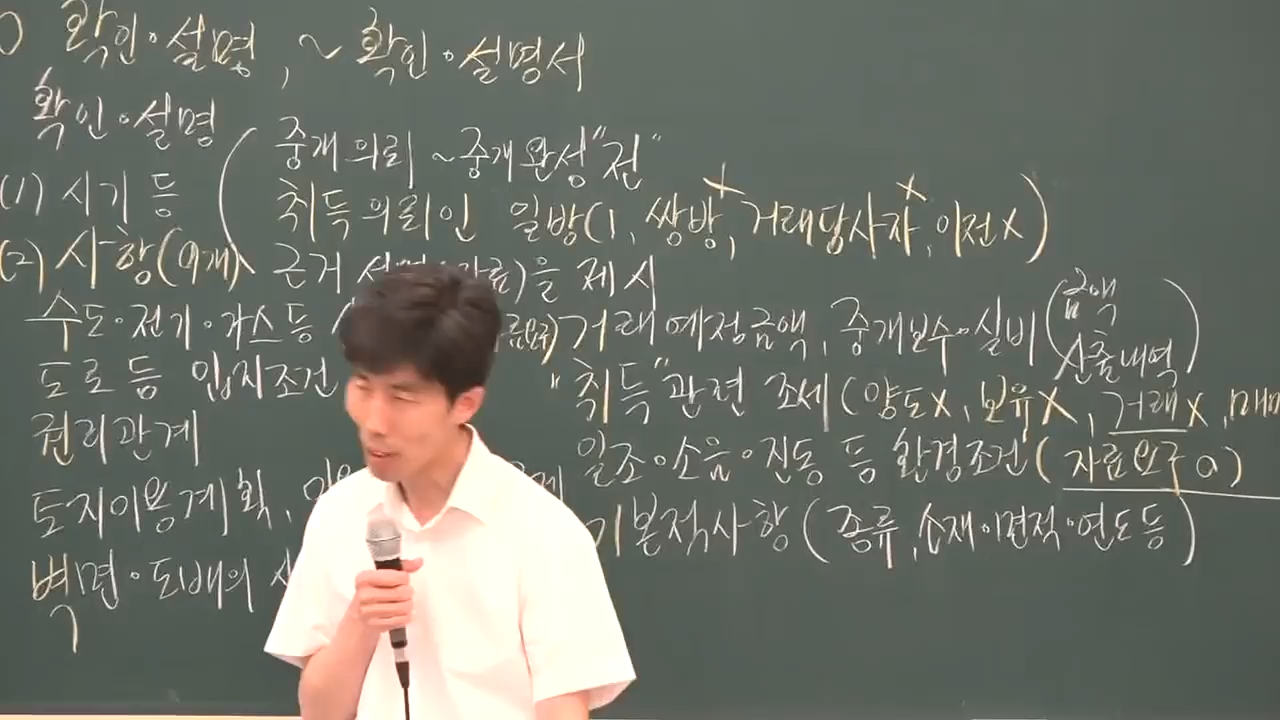 확인·설명, ~확인·설명서
확인·설명
중개의뢰 ~중개완성"전"
(1) 시기 등
취득의뢰인 일방(1, 쌍방, 거래당사자, 이전X)
(2) 사항(9개)
근거 을 제시
수도·전기·가스등
거래예정금액, 중개보수·실비(금액
산출내역)
도로등 입지조건
"취득"관련 조세(양도X, 보유X, 거래X,
권리관계
일조·소음·진동 등 환경조건(자료요구 o)
토지이용계획,
기본적사항(종류, 소재·면적·연도등)
벽면·도배의